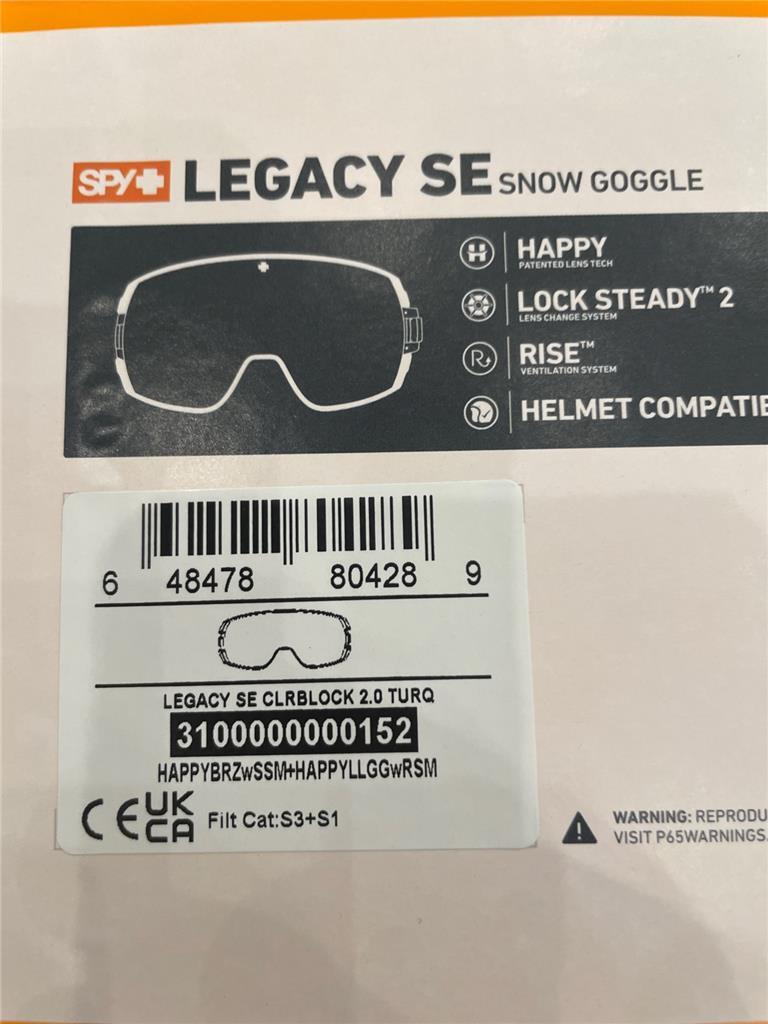 SPY+ LEGACY SE SNOW GOGGLE
HAPPY
PATENTED LENS TECH
LOCK STEADY™ 2
LENS CHANGE SYSTEM
RISE™
VENTILATION SYSTEM
HELMET COMPATIB
6 48478 80428 9
LEGACY SE CLRBLOCK 2.0 TURQ
3100000000152
HAPPYBRZwSSM+HAPPYLLGGwRSM
CE UK
CA Filt Cat:S3+S1
WARNING: REPRODU
VISIT P65WARNINGS.